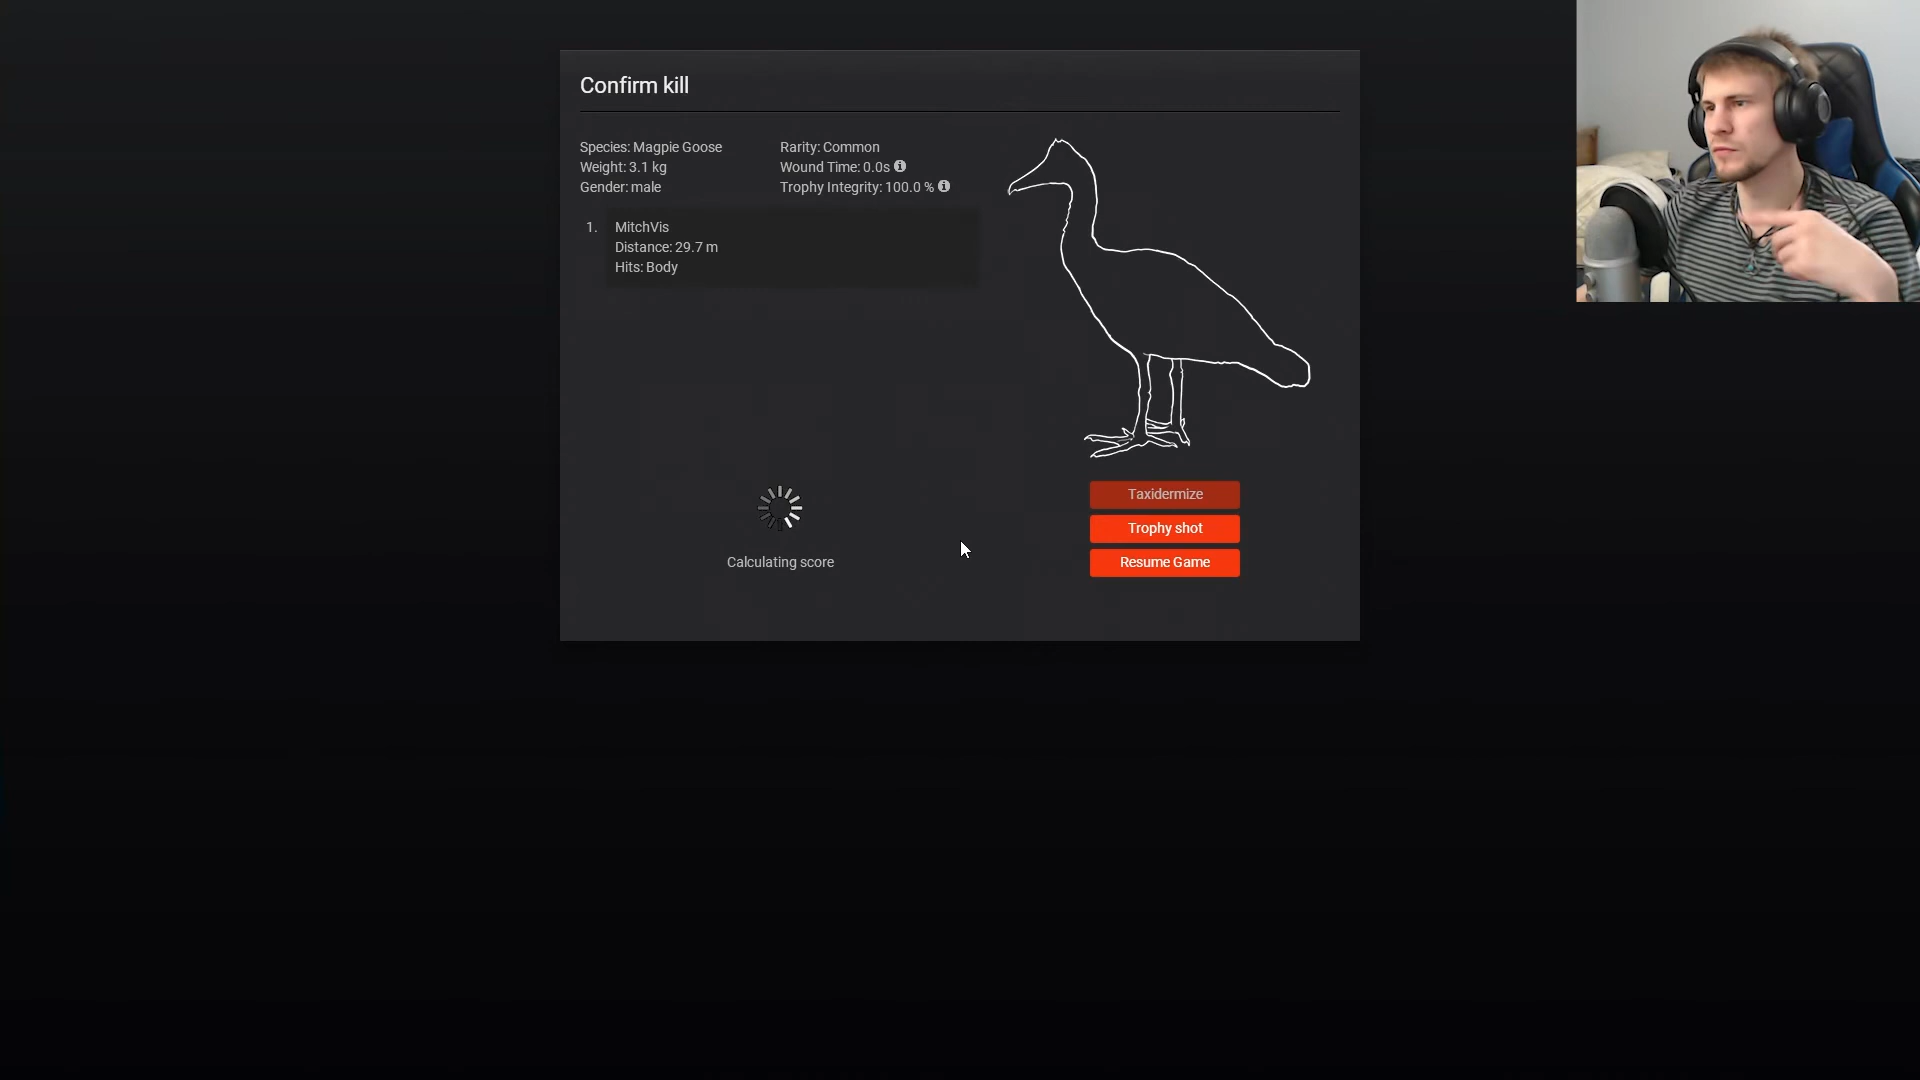 Confirm kill
Species: Magpie Goose
Weight: 3.1 kg
Gender: male
Rarity: Common
Wound Time: 0.0s
Trophy Integrity: 100.0 %
1. MitchVis
Distance: 29.7 m
Hits: Body
Calculating score
Taxidermize
Trophy shot
Resume Game